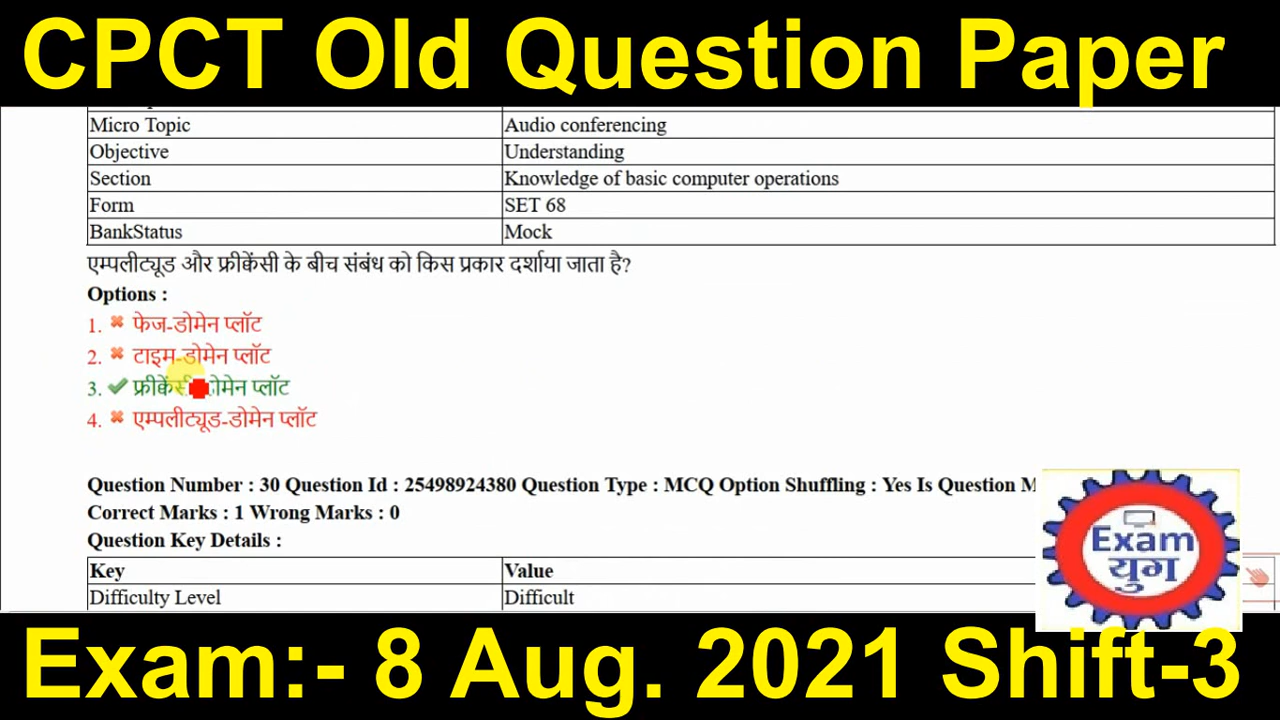 CPCT Old Question Paper
Micro Topic Audio conferencing
Objective Understanding
Section Knowledge of basic computer operations
Form SET 68
BankStatus Mock
एम्पलीट्यूड और फ्रीकेंसी के बीच संबंध को किस प्रकार दर्शाया जाता है?
Options :
1. फेज-डोमेन प्लॉट
2. टाइम-डोमेन प्लॉट
3. डोमेन प्लॉट
4. एम्पलीट्यूड-डोमेन प्लॉट
Question Number : 30 Question Id : 25498924380 Question Type : MCQ Option Shuffling : Yes Is Question M
Correct Marks : 1 Wrong Marks : 0
Question Key Details :
Key Value
Difficulty Level Difficult
Exam
युग
Exam:- 8 Aug. 2021 Shift-3